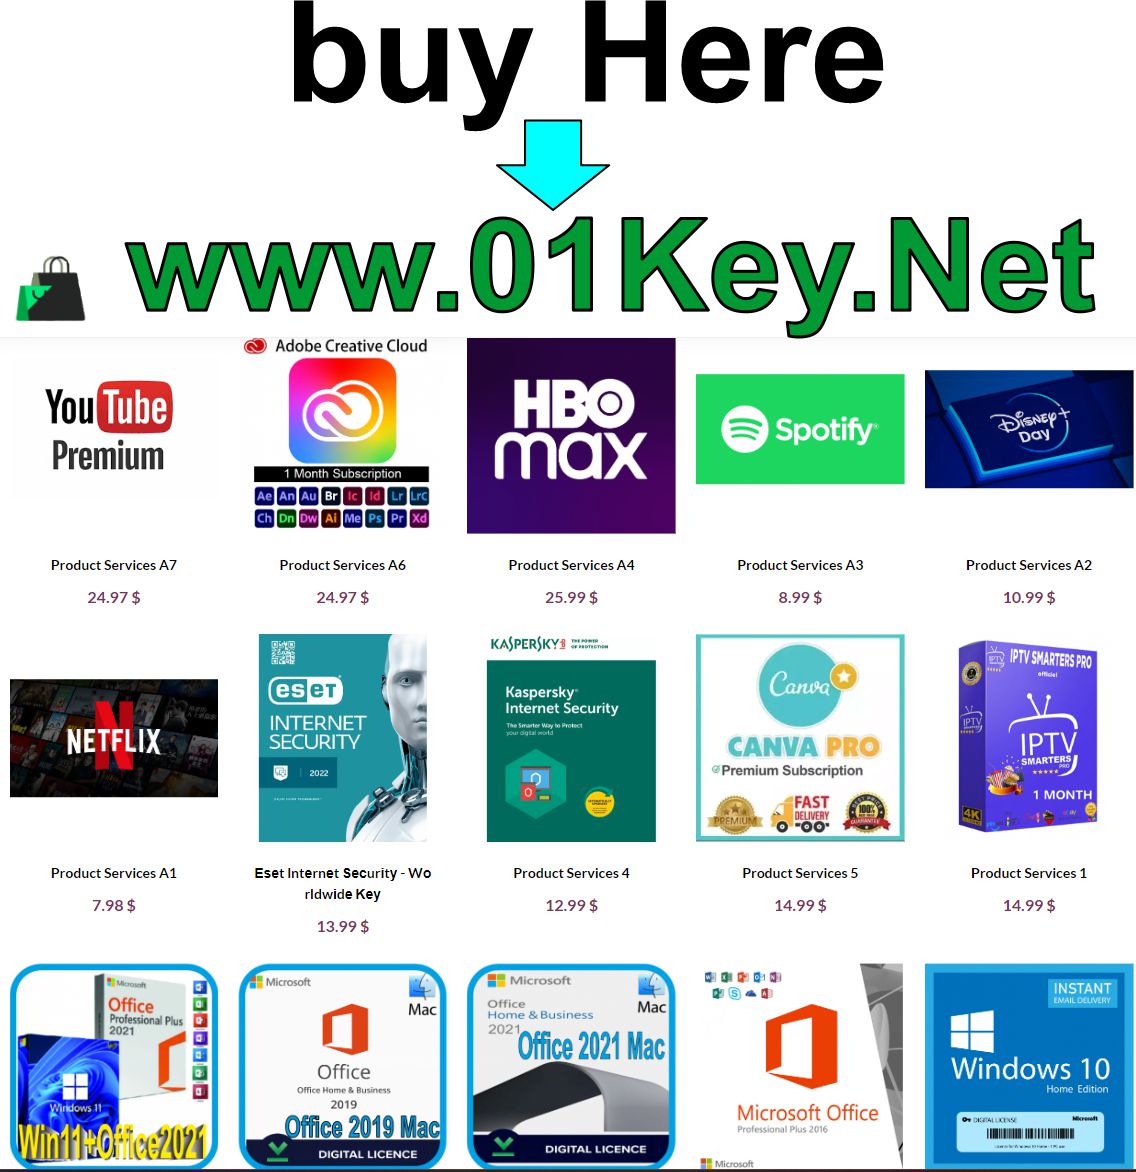 buy Here
www.01Key.Net
YouTube
Premium
Adobe Creative Cloud
1 Month Subscription
Ae An Au Br Ic Id Lr LrC
Ch Dn Dw Ai Me Ps Pr Xd
HBO
max
Spotify
Disney+
Day
Product Services A7
Product Services A6
Product Services A4
Product Services A3
Product Services A2
24.97 $
24.97 $
25.99 $
8.99 $
10.99 $
NETFLIX
eseT
INTERNET
SECURITY
2022
KASPERSKY lab THE POWER
OF PROTECTION
Kaspersky
Internet Security
The Smarter Way to Protect
your digital world
Canva
CANVA PRO
Premium Subscription
PREMIUM
FAST
DELIVERY
100%
GUARANTEE
IPTV SMARTERS PRO
officiel
IPTV
SMARTERS
PRO
1 MONTH
4K
Product Services A1
Eset Internet Security - Wo
rldwide Key
Product Services 4
Product Services 5
Product Services 1
7.98 $
13.99 $
12.99 $
14.99 $
14.99 $
Microsoft
Office
Professional Plus
2021
Windows 11
Win11+Office2021
Microsoft
Mac
Office
Office Home & Business
2019
Office 2019 Mac
DIGITAL LICENCE
Microsoft
Mac
Office
Home & Business
2021
Office 2021 Mac
DIGITAL LICENCE
Microsoft Office
Professional Plus 2016
Microsoft
INSTANT
EMAIL DELIVERY
Windows 10
Home Edition
DIGITAL LICENSE
Microsoft